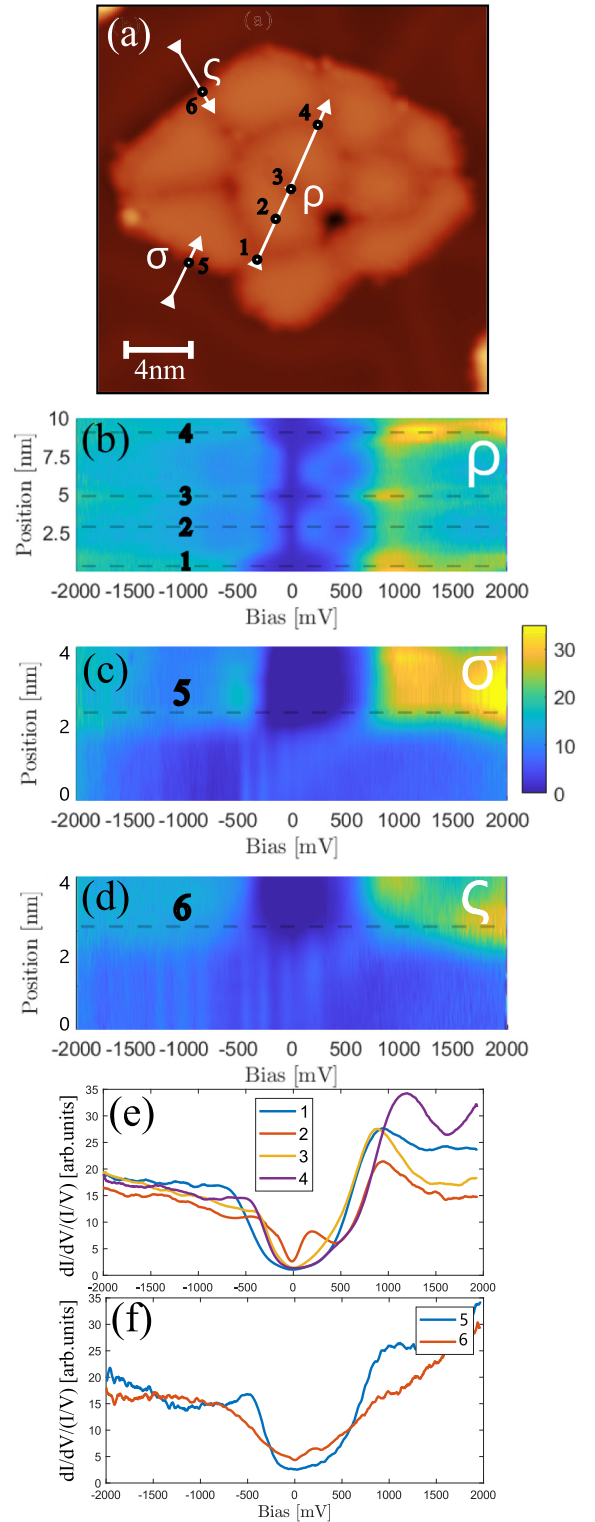 (a) (a)
ς
6
4
3
ρ
2
σ
1
5
4nm
10
(b) 4 ρ
7.5
5 3
2.5 2
1
Position [nm]
-2000 -1500 -1000 -500 0 500 1000 1500 2000
Bias [mV]
4
(c) 5 σ
2
0
Position [nm]
30
20
10
0
-2000 -1500 -1000 -500 0 500 1000 1500 2000
Bias [mV]
4
(d) 6 ς
2
0
Position [nm]
-2000 -1500 -1000 -500 0 500 1000 1500 2000
Bias [mV]
35
30
25
20
15
10
5
0
(e)
1
2
3
4
dI/dV/(I/V) [arb.units]
-2000 -1500 -1000 -500 0 500 1000 1500 2000
35
30
25
20
15
10
5
0
(f)
5
6
dI/dV/(I/V) [arb.units]
-2000 -1500 -1000 -500 0 500 1000 1500 2000
Bias [mV]